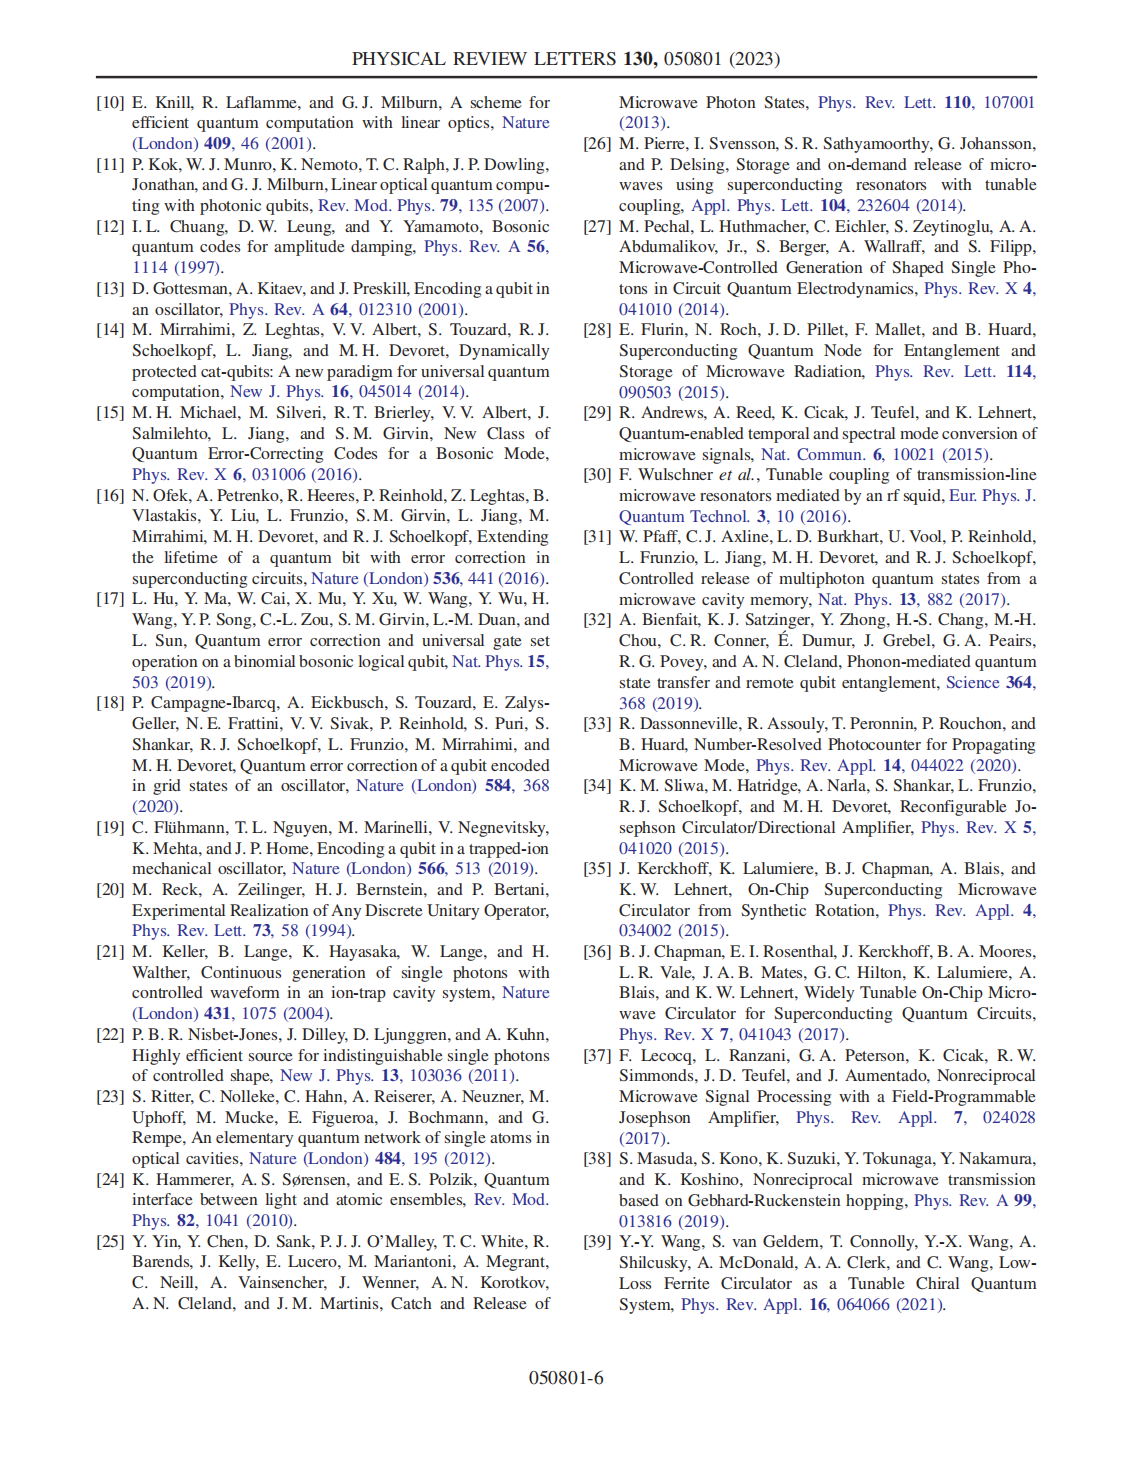 PHYSICAL REVIEW LETTERS 130, 050801 (2023)
[10] E. Knill, R. Laflamme, and G. J. Milburn, A scheme for
efficient quantum computation with linear optics, Nature
(London) 409, 46 (2001).
[11] P. Kok, W. J. Munro, K. Nemoto, T. C. Ralph, J. P. Dowling,
Jonathan, and G. J. Milburn, Linear optical quantum compu-
ting with photonic qubits, Rev. Mod. Phys. 79, 135 (2007).
[12] I. L. Chuang, D. W. Leung, and Y. Yamamoto, Bosonic
quantum codes for amplitude damping, Phys. Rev. A 56,
1114 (1997).
[13] D. Gottesman, A. Kitaev, and J. Preskill, Encoding a qubit in
an oscillator, Phys. Rev. A 64, 012310 (2001).
[14] M. Mirrahimi, Z. Leghtas, V. V. Albert, S. Touzard, R. J.
Schoelkopf, L. Jiang, and M. H. Devoret, Dynamically
protected cat-qubits: A new paradigm for universal quantum
computation, New J. Phys. 16, 045014 (2014).
[15] M. H. Michael, M. Silveri, R. T. Brierley, V. V. Albert, J.
Salmilehto, L. Jiang, and S. M. Girvin, New Class of
Quantum Error-Correcting Codes for a Bosonic Mode,
Phys. Rev. X 6, 031006 (2016).
[16] N. Ofek, A. Petrenko, R. Heeres, P. Reinhold, Z. Leghtas, B.
Vlastakis, Y. Liu, L. Frunzio, S. M. Girvin, L. Jiang, M.
Mirrahimi, M. H. Devoret, and R. J. Schoelkopf, Extending
the lifetime of a quantum bit with error correction in
superconducting circuits, Nature (London) 536, 441 (2016).
[17] L. Hu, Y. Ma, W. Cai, X. Mu, Y. Xu, W. Wang, Y. Wu, H.
Wang, Y. P. Song, C.-L. Zou, S. M. Girvin, L.-M. Duan, and
L. Sun, Quantum error correction and universal gate set
operation on a binomial bosonic logical qubit, Nat. Phys. 15,
503 (2019).
[18] P. Campagne-Ibarcq, A. Eickbusch, S. Touzard, E. Zalys-
Geller, N. E. Frattini, V. V. Sivak, P. Reinhold, S. Puri, S.
Shankar, R. J. Schoelkopf, L. Frunzio, M. Mirrahimi, and
M. H. Devoret, Quantum error correction of a qubit encoded
in grid states of an oscillator, Nature (London) 584, 368
(2020).
[19] C. Flühmann, T. L. Nguyen, M. Marinelli, V. Negnevitsky,
K. Mehta, and J. P. Home, Encoding a qubit in a trapped-ion
mechanical oscillator, Nature (London) 566, 513 (2019).
[20] M. Reck, A. Zeilinger, H. J. Bernstein, and P. Bertani,
Experimental Realization of Any Discrete Unitary Operator,
Phys. Rev. Lett. 73, 58 (1994).
[21] M. Keller, B. Lange, K. Hayasaka, W. Lange, and H.
Walther, Continuous generation of single photons with
controlled waveform in an ion-trap cavity system, Nature
(London) 431, 1075 (2004).
[22] P. B. R. Nisbet-Jones, J. Dilley, D. Ljunggren, and A. Kuhn,
Highly efficient source for indistinguishable single photons
of controlled shape, New J. Phys. 13, 103036 (2011).
[23] S. Ritter, C. Nolleke, C. Hahn, A. Reiserer, A. Neuzner, M.
Uphoff, M. Mucke, E. Figueroa, J. Bochmann, and G.
Rempe, An elementary quantum network of single atoms in
optical cavities, Nature (London) 484, 195 (2012).
[24] K. Hammerer, A. S. Sørensen, and E. S. Polzik, Quantum
interface between light and atomic ensembles, Rev. Mod.
Phys. 82, 1041 (2010).
[25] Y. Yin, Y. Chen, D. Sank, P. J. J. O'Malley, T. C. White, R.
Barends, J. Kelly, E. Lucero, M. Mariantoni, A. Megrant,
C. Neill, A. Vainsencher, J. Wenner, A. N. Korotkov,
A. N. Cleland, and J. M. Martinis, Catch and Release of
Microwave Photon States, Phys. Rev. Lett. 110, 107001
(2013).
[26] M. Pierre, I. Svensson, S. R. Sathyamoorthy, G. Johansson,
and P. Delsing, Storage and on-demand release of micro-
waves using superconducting resonators with tunable
coupling, Appl. Phys. Lett. 104, 232604 (2014).
[27] M. Pechal, L. Huthmacher, C. Eichler, S. Zeytinoglu, A. A.
Abdumalikov, Jr., S. Berger, A. Wallraff, and S. Filipp,
Microwave-Controlled Generation of Shaped Single Pho-
tons in Circuit Quantum Electrodynamics, Phys. Rev. X 4,
041010 (2014).
[28] E. Flurin, N. Roch, J. D. Pillet, F. Mallet, and B. Huard,
Superconducting Quantum Node for Entanglement and
Storage of Microwave Radiation, Phys. Rev. Lett. 114,
090503 (2015).
[29] R. Andrews, A. Reed, K. Cicak, J. Teufel, and K. Lehnert,
Quantum-enabled temporal and spectral mode conversion of
microwave signals, Nat. Commun. 6, 10021 (2015).
[30] F. Wulschner et al., Tunable coupling of transmission-line
microwave resonators mediated by an rf squid, Eur. Phys. J.
Quantum Technol. 3, 10 (2016).
[31] W. Pfaff, C. J. Axline, L. D. Burkhart, U. Vool, P. Reinhold,
L. Frunzio, L. Jiang, M. H. Devoret, and R. J. Schoelkopf,
Controlled release of multiphoton quantum states from a
microwave cavity memory, Nat. Phys. 13, 882 (2017).
[32] A. Bienfait, K. J. Satzinger, Y. Zhong, H.-S. Chang, M.-H.
Chou, C. R. Conner, É. Dumur, J. Grebel, G. A. Peairs,
R. G. Povey, and A. N. Cleland, Phonon-mediated quantum
state transfer and remote qubit entanglement, Science 364,
368 (2019).
[33] R. Dassonneville, R. Assouly, T. Peronnin, P. Rouchon, and
B. Huard, Number-Resolved Photocounter for Propagating
Microwave Mode, Phys. Rev. Appl. 14, 044022 (2020).
[34] K. M. Sliwa, M. Hatridge, A. Narla, S. Shankar, L. Frunzio,
R. J. Schoelkopf, and M. H. Devoret, Reconfigurable Jo-
sephson Circulator/Directional Amplifier, Phys. Rev. X 5,
041020 (2015).
[35] J. Kerckhoff, K. Lalumiere, B. J. Chapman, A. Blais, and
K. W. Lehnert, On-Chip Superconducting Microwave
Circulator from Synthetic Rotation, Phys. Rev. Appl. 4,
034002 (2015).
[36] B. J. Chapman, E. I. Rosenthal, J. Kerckhoff, B. A. Moores,
L. R. Vale, J. A. B. Mates, G. C. Hilton, K. Lalumiere, A.
Blais, and K. W. Lehnert, Widely Tunable On-Chip Micro-
wave Circulator for Superconducting Quantum Circuits,
Phys. Rev. X 7, 041043 (2017).
[37] F. Lecocq, L. Ranzani, G. A. Peterson, K. Cicak, R. W.
Simmonds, J. D. Teufel, and J. Aumentado, Nonreciprocal
Microwave Signal Processing with a Field-Programmable
Josephson Amplifier, Phys. Rev. Appl. 7, 024028
(2017).
[38] S. Masuda, S. Kono, K. Suzuki, Y. Tokunaga, Y. Nakamura,
and K. Koshino, Nonreciprocal microwave transmission
based on Gebhard-Ruckenstein hopping, Phys. Rev. A 99,
013816 (2019).
[39] Y.-Y. Wang, S. van Geldern, T. Connolly, Y.-X. Wang, A.
Shilcusky, A. McDonald, A. A. Clerk, and C. Wang, Low-
Loss Ferrite Circulator as a Tunable Chiral Quantum
System, Phys. Rev. Appl. 16, 064066 (2021).
050801-6